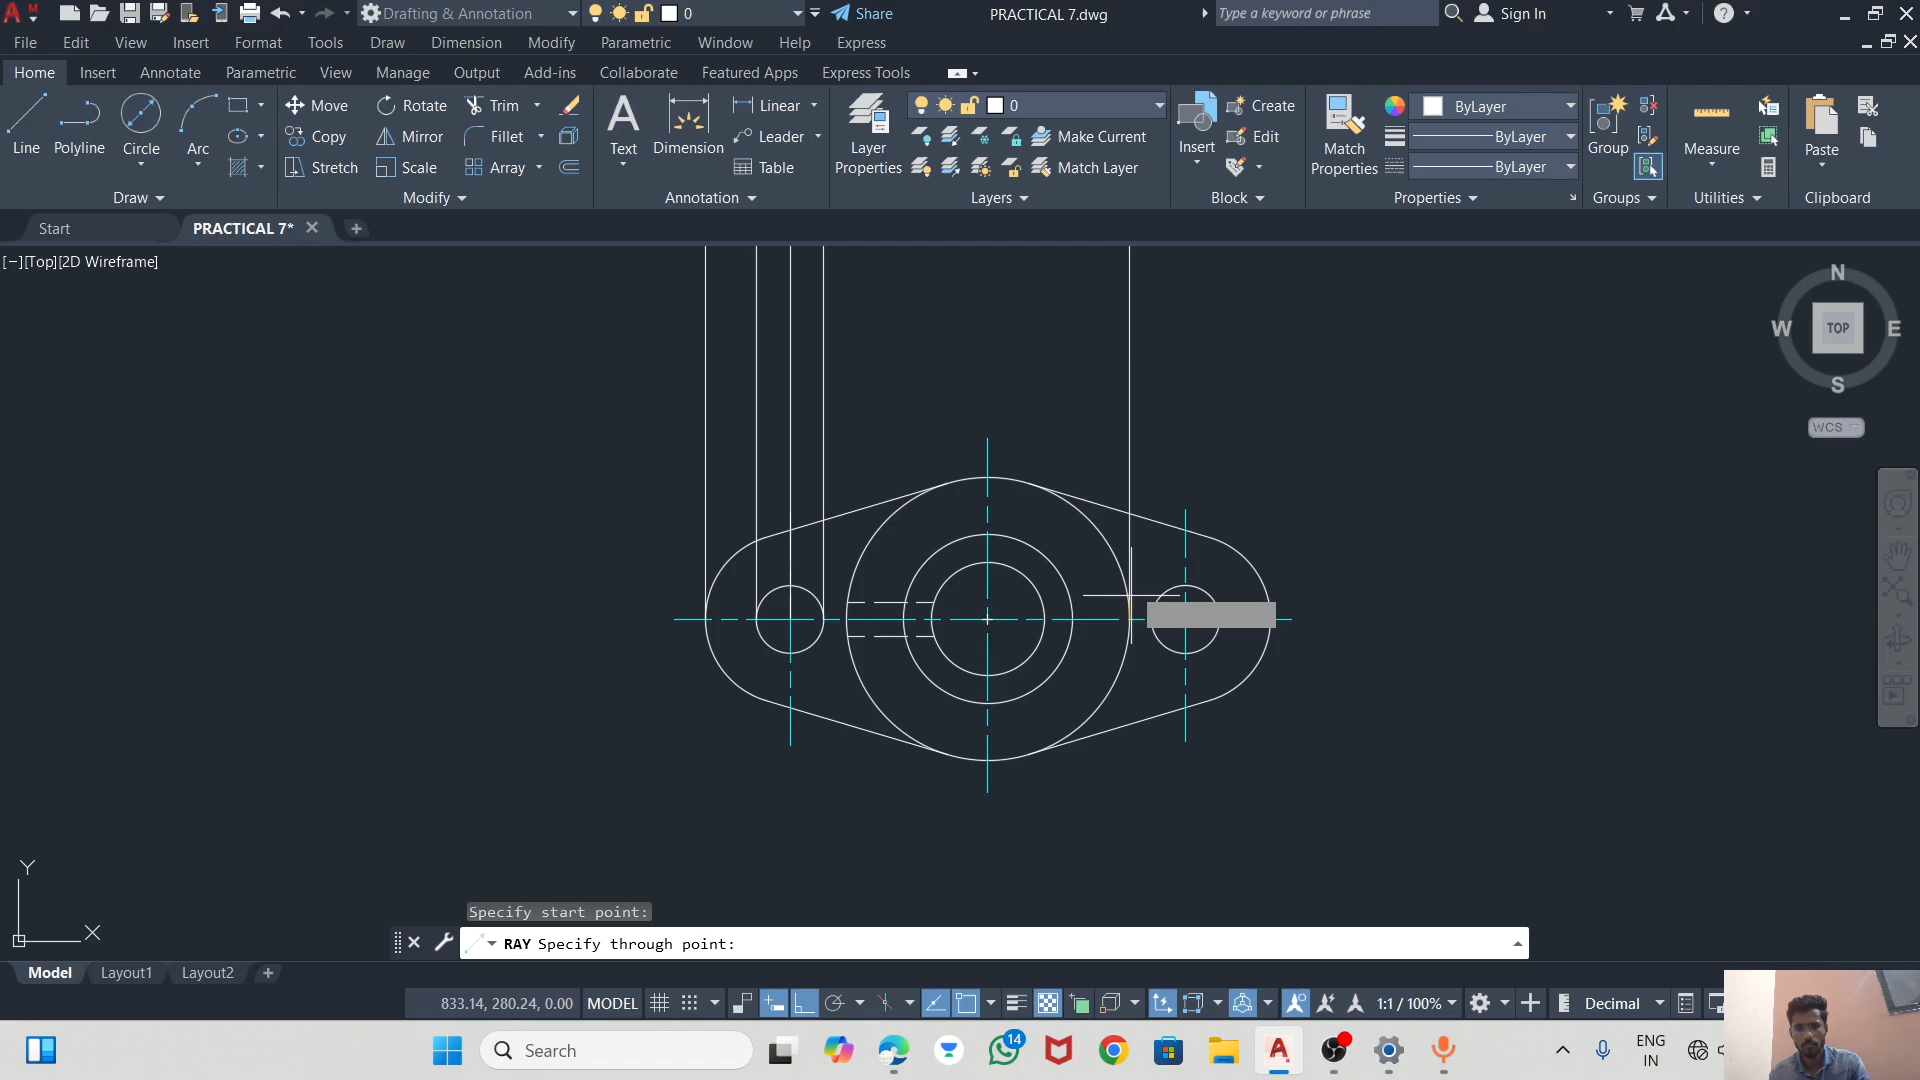 M
Drafting & Annotation
0
Share
PRACTICAL 7.dwg
Type a keyword or phrase
Sign In
File Edit View Insert Format Tools Draw Dimension Modify Parametric Window Help Express
Home Insert Annotate Parametric View Manage Output Add-ins Collaborate Featured Apps Express Tools
Line
Polyline
Circle
Arc
Draw
Move Rotate Trim
Copy Mirror Fillet
Stretch Scale Array
Modify
Text
Dimension
Linear
Leader
Table
Annotation
Layer
Properties
0
Make Current
Match Layer
Layers
Insert
Create
Edit
Block
Match
Properties
ByLayer
ByLayer
ByLayer
Properties
Group
Groups
Measure
Utilities
Paste
Clipboard
Start
PRACTICAL 7*
[−][Top][2D Wireframe]
N
W TOP E
S
WCS
Y
X
Specify start point:
RAY Specify through point:
Model Layout1 Layout2
833.14, 280.24, 0.00 MODEL 1:1 / 100% Decimal
Search
14
ENG
IN